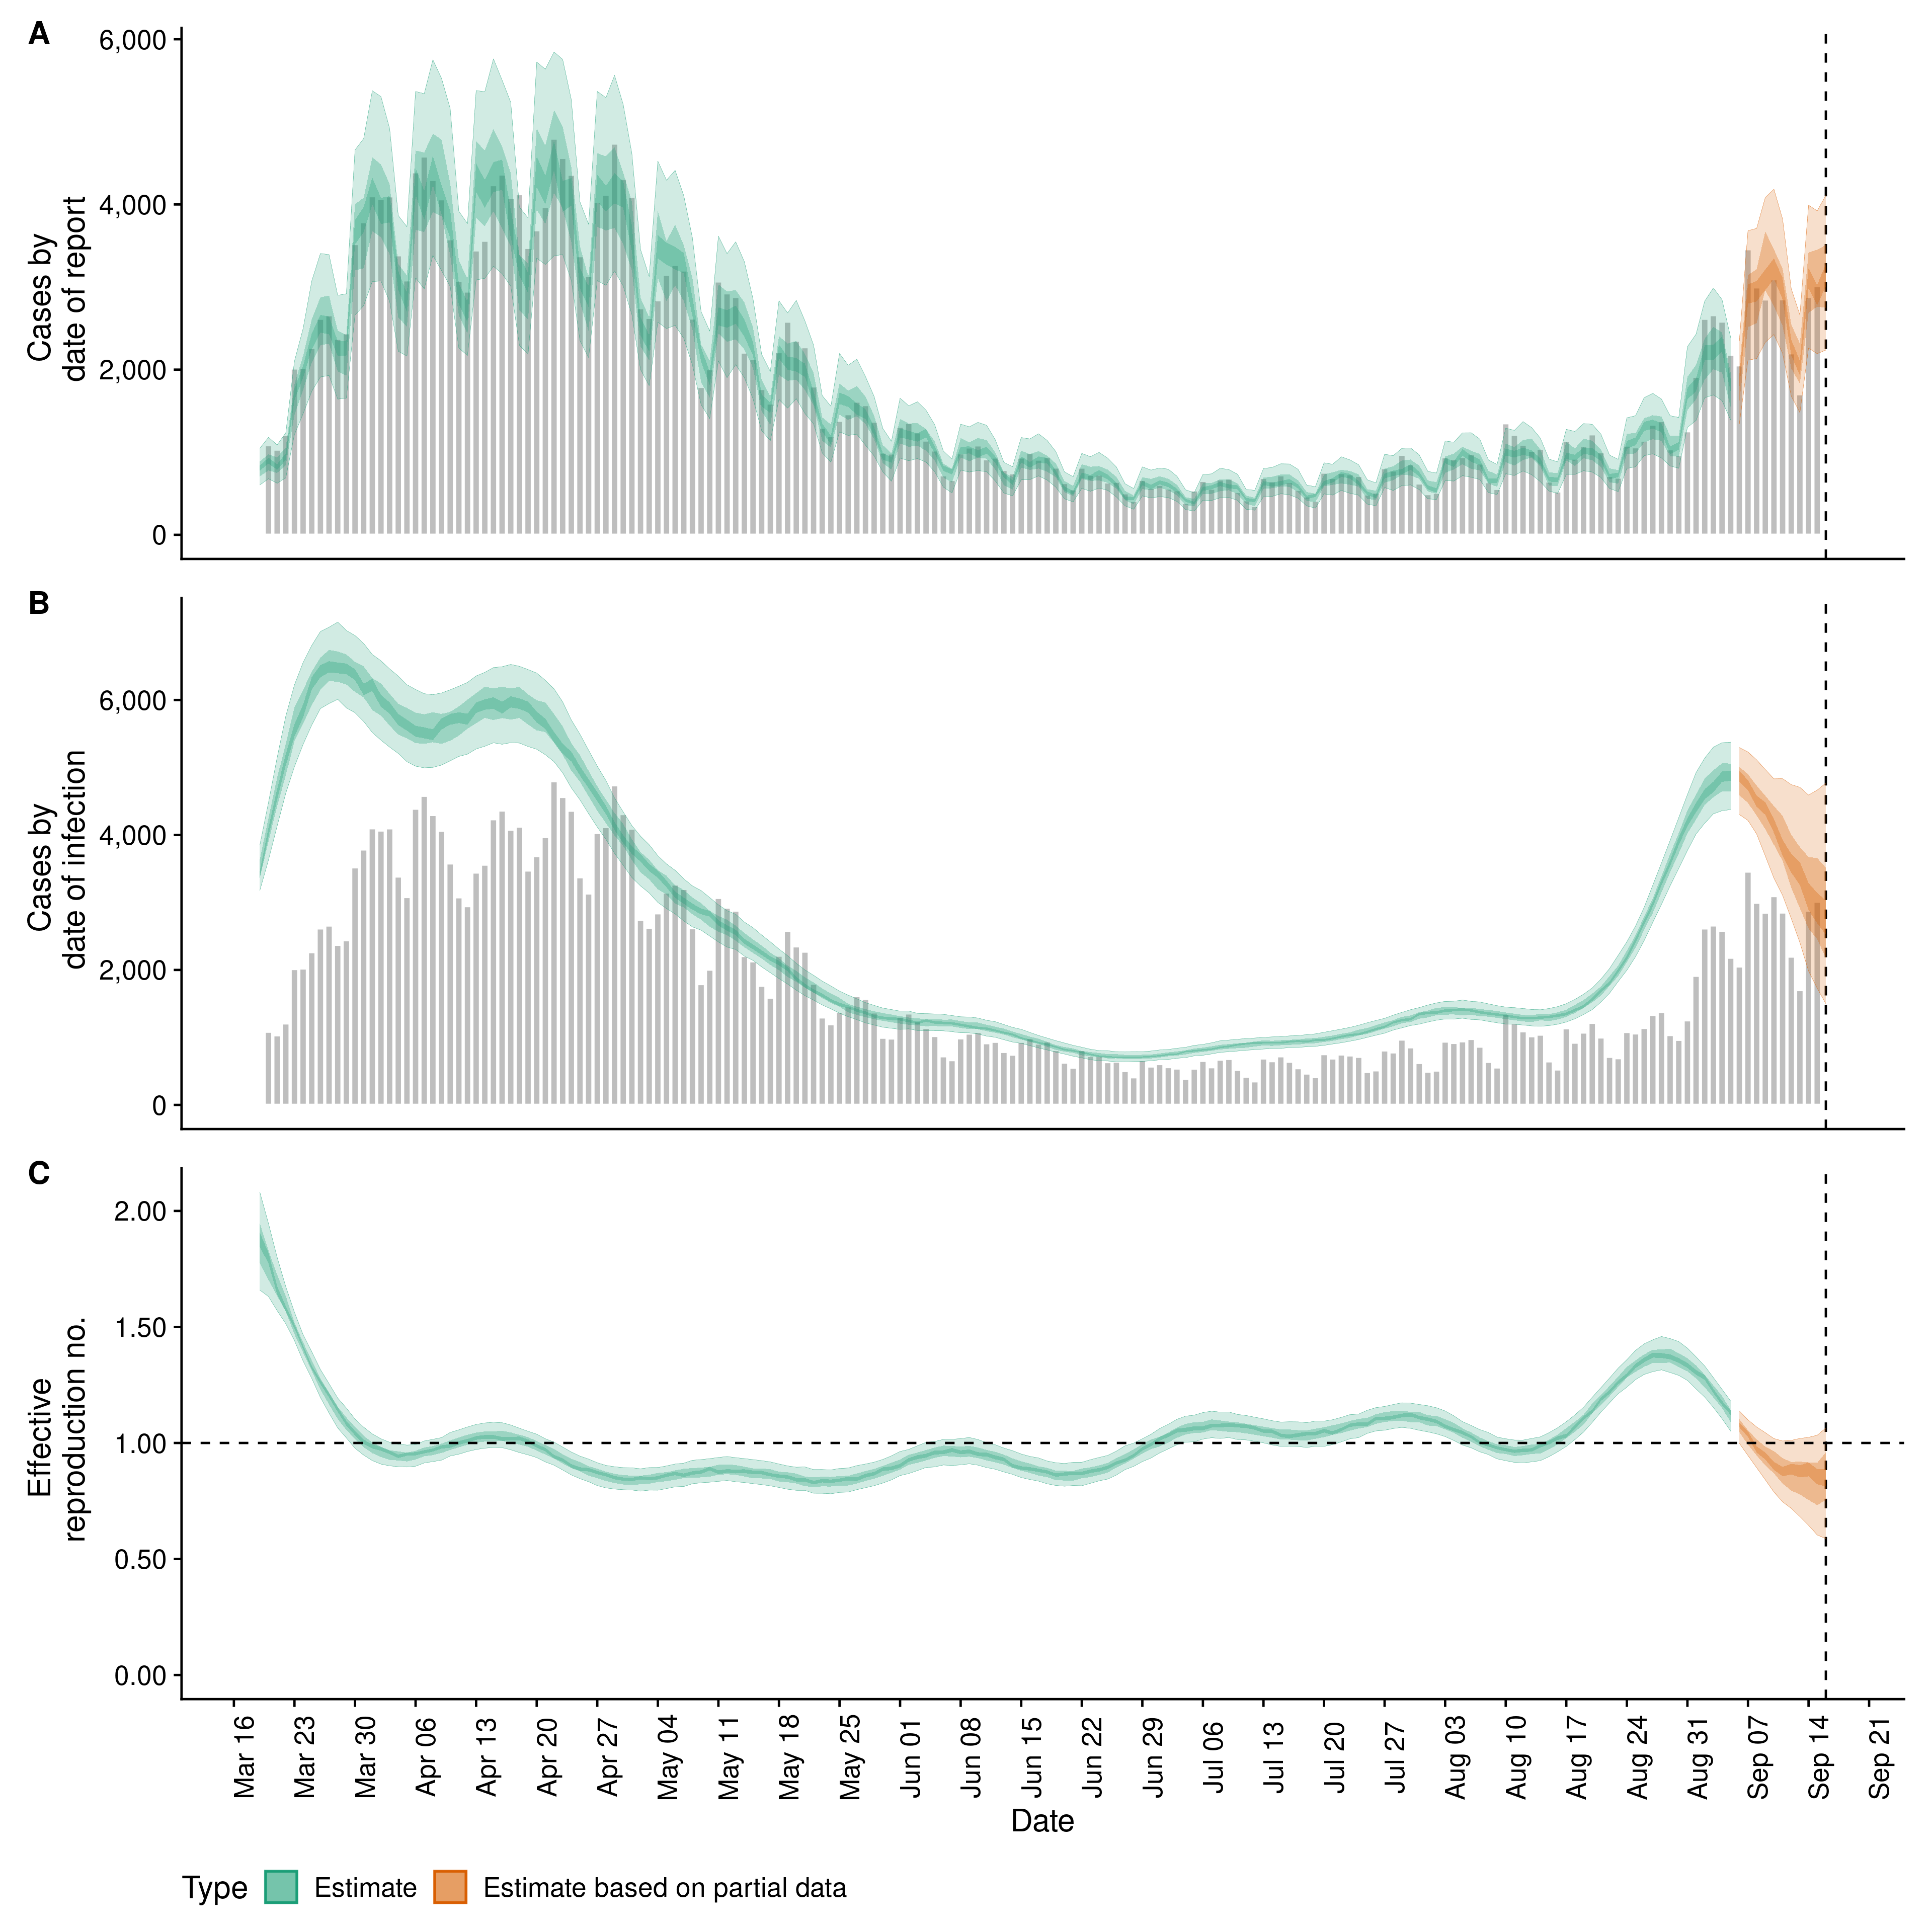 A
6,000
4,000
2,000
0
Cases by
date of report
B
6,000
4,000
2,000
0
Cases by
date of infection
C
2.00
1.50
1.00
0.50
0.00
Effective
reproduction no.
Mar 16
Mar 23
Mar 30
Apr 06
Apr 13
Apr 20
Apr 27
May 04
May 11
May 18
May 25
Jun 01
Jun 08
Jun 15
Jun 22
Jun 29
Jul 06
Jul 13
Jul 20
Jul 27
Aug 03
Aug 10
Aug 17
Aug 24
Aug 31
Sep 07
Sep 14
Sep 21
Date
Type Estimate Estimate based on partial data